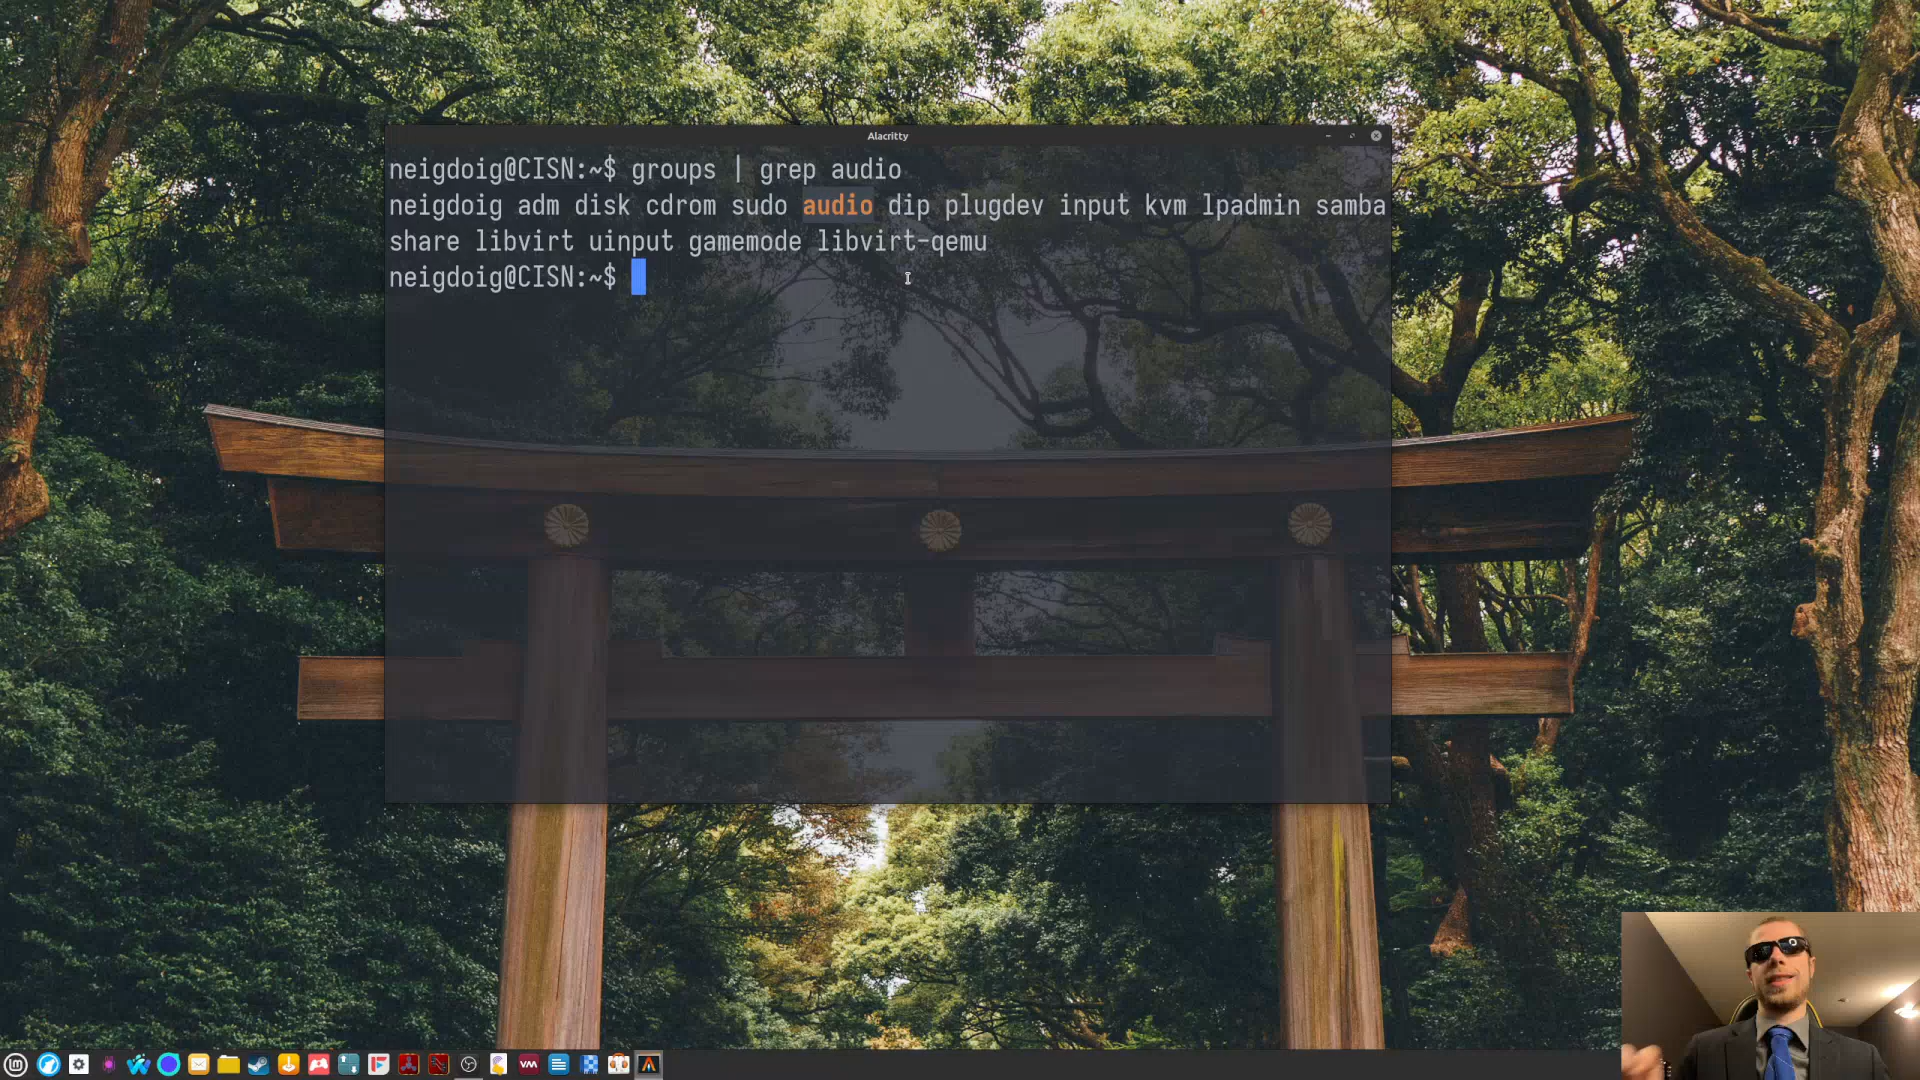 Alacritty
neigdoig@CISN:~$ groups | grep audio
neigdoig adm disk cdrom sudo audio dip plugdev input kvm lpadmin samba
share libvirt uinput gamemode libvirt-qemu
neigdoig@CISN:~$